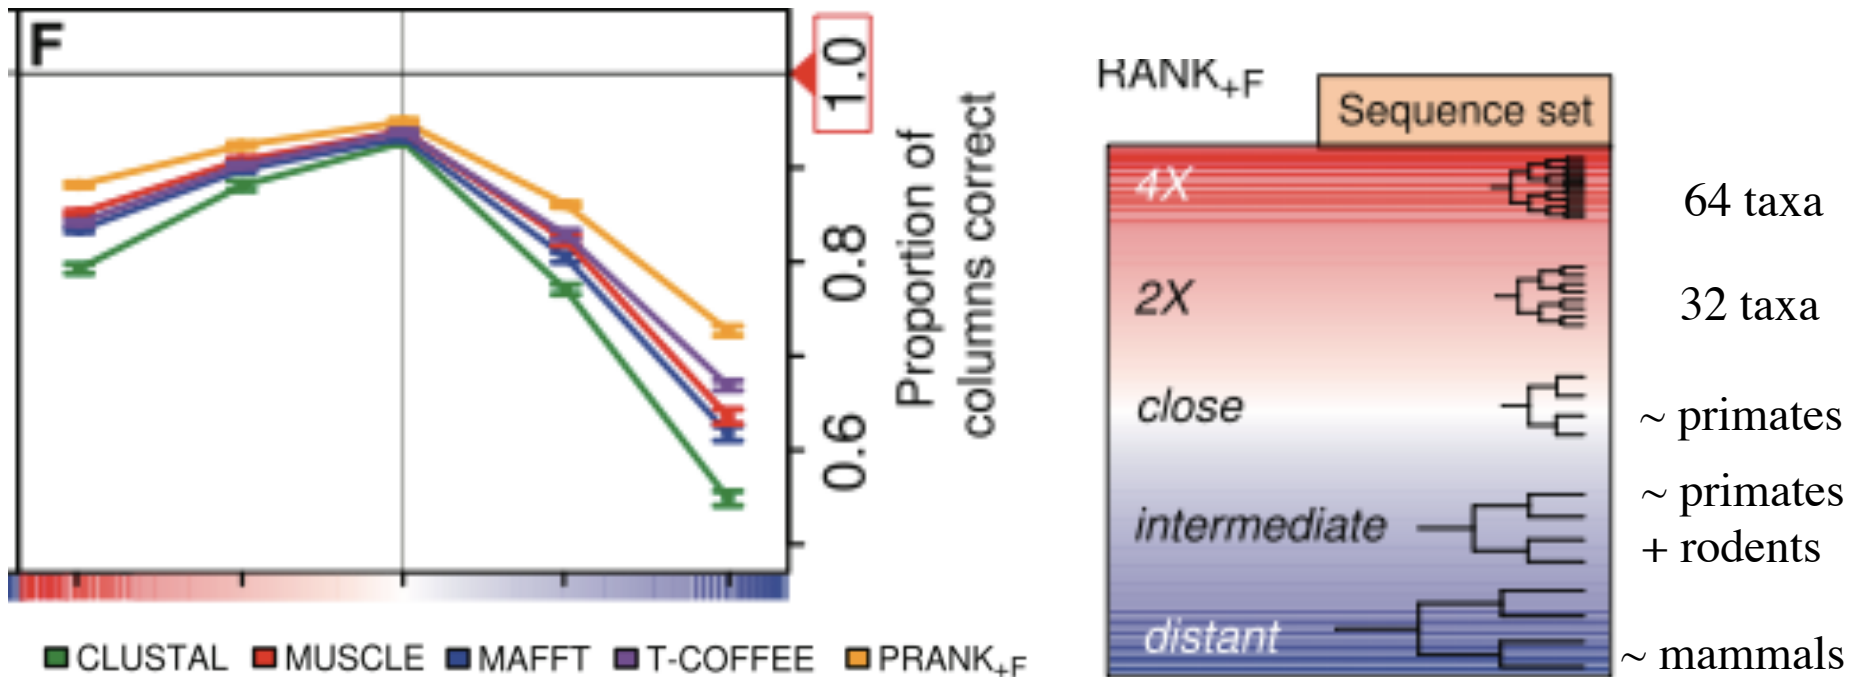 F
1.0
0.8
0.6
Proportion of
columns correct
CLUSTAL MUSCLE MAFFT T-COFFEE PRANK+F
RANK+F
Sequence set
4X
64 taxa
2X
32 taxa
close
~ primates
intermediate
~ primates
+ rodents
distant
~ mammals